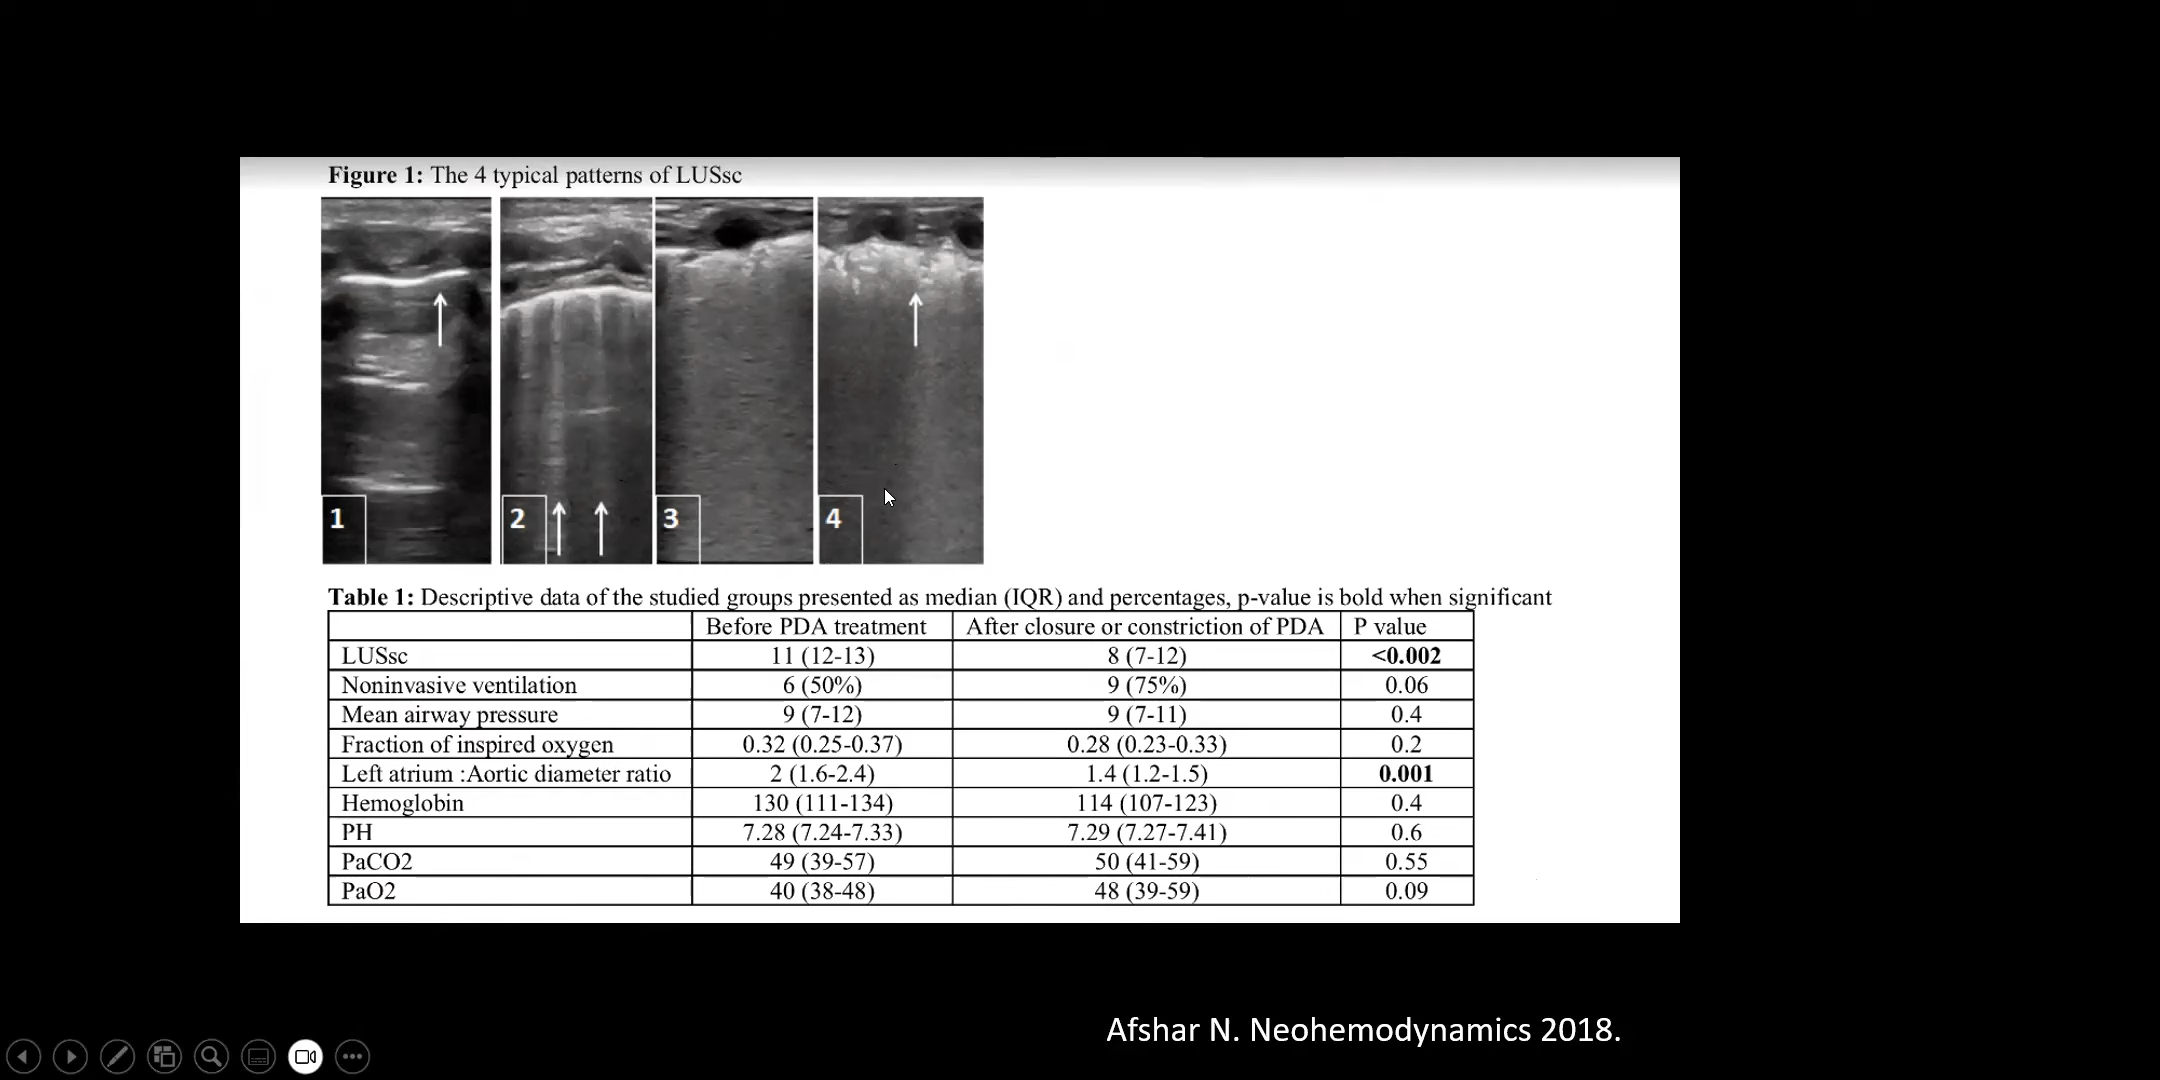 Figure 1: The 4 typical patterns of LUSsc
1 2 3 4
Table 1: Descriptive data of the studied groups presented as median (IQR) and percentages, p-value is bold when significant
Before PDA treatment After closure or constriction of PDA P value
LUSsc 11 (12-13) 8 (7-12) <0.002
Noninvasive ventilation 6 (50%) 9 (75%) 0.06
Mean airway pressure 9 (7-12) 9 (7-11) 0.4
Fraction of inspired oxygen 0.32 (0.25-0.37) 0.28 (0.23-0.33) 0.2
Left atrium :Aortic diameter ratio 2 (1.6-2.4) 1.4 (1.2-1.5) 0.001
Hemoglobin 130 (111-134) 114 (107-123) 0.4
PH 7.28 (7.24-7.33) 7.29 (7.27-7.41) 0.6
PaCO2 49 (39-57) 50 (41-59) 0.55
PaO2 40 (38-48) 48 (39-59) 0.09
Afshar N. Neohemodynamics 2018.